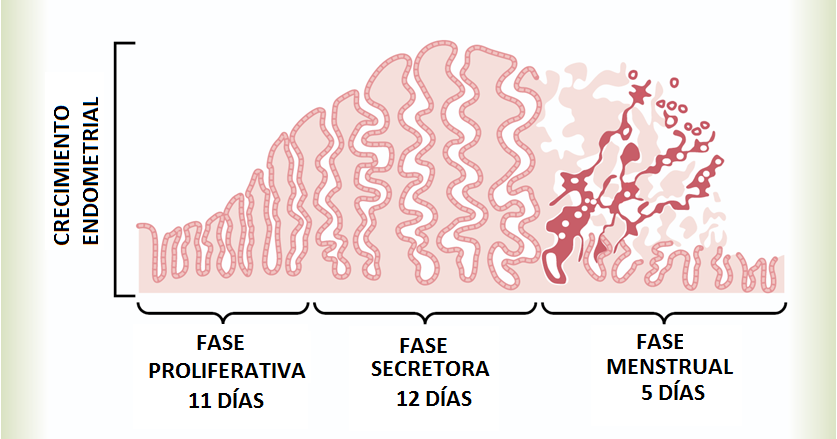 CRECIMIENTO
ENDOMETRIAL
FASE
PROLIFERATIVA
11 DÍAS
FASE
SECRETORA
12 DÍAS
FASE
MENSTRUAL
5 DÍAS